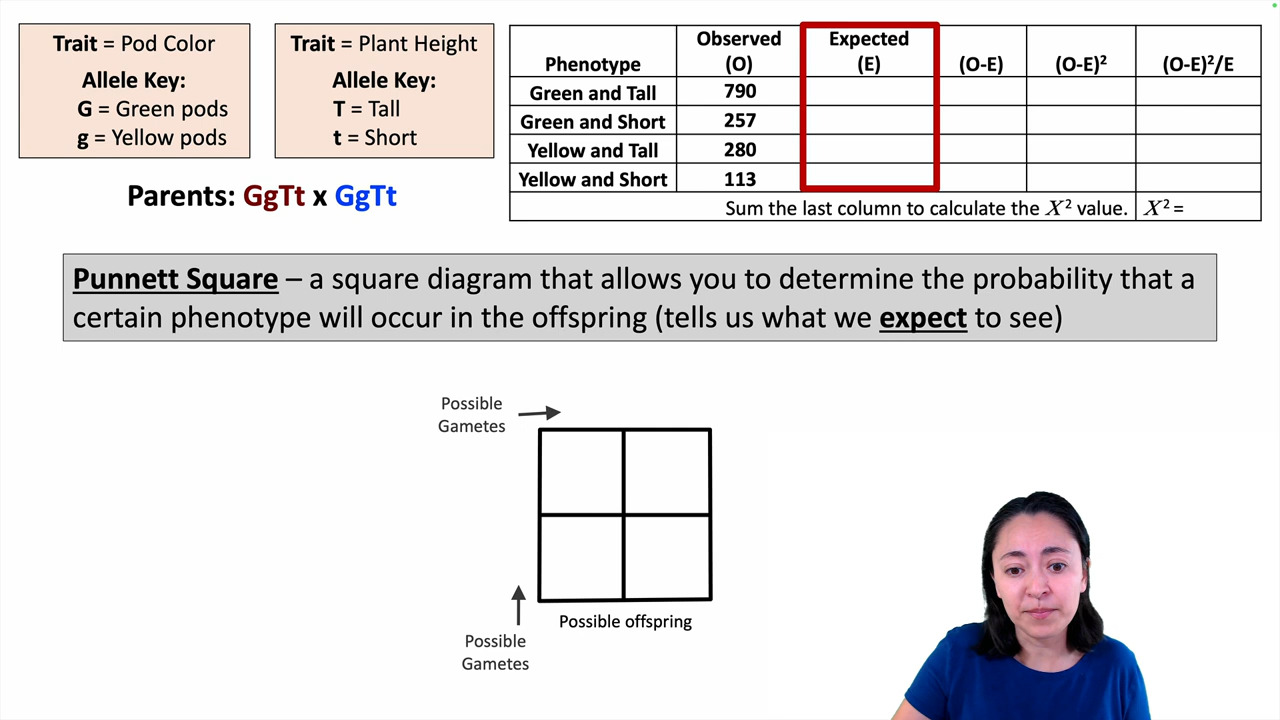 Trait = Pod Color
Allele Key:
G = Green pods
g = Yellow pods
Trait = Plant Height
Allele Key:
T = Tall
t = Short
Parents: GgTt x GgTt
Phenotype Observed (O) Expected (E) (O-E) (O-E)² (O-E)²/E
Green and Tall 790
Green and Short 257
Yellow and Tall 280
Yellow and Short 113
Sum the last column to calculate the X² value. X² =
Punnett Square – a square diagram that allows you to determine the probability that a
certain phenotype will occur in the offspring (tells us what we expect to see)
Possible
Gametes
Possible offspring
Possible
Gametes